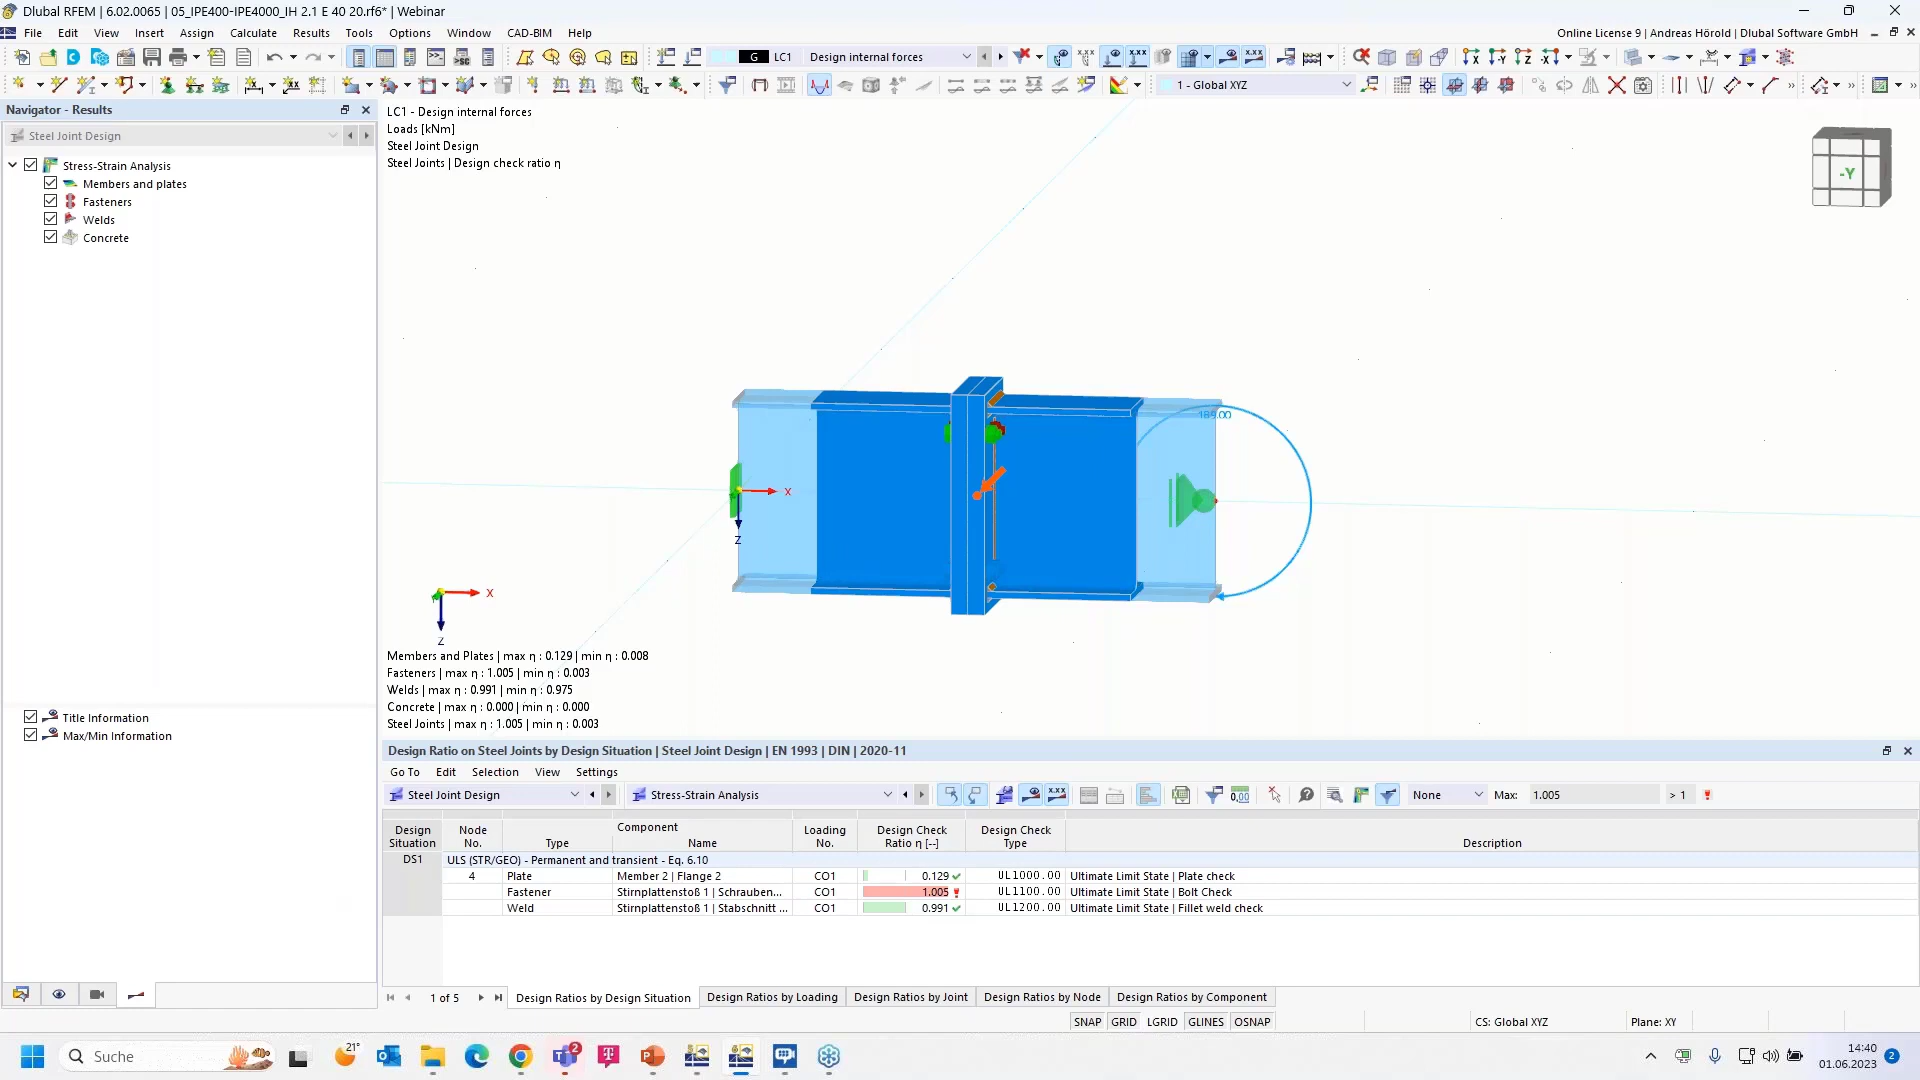 Dlubal RFEM | 6.02.0065 | 05_IPE400-IPE4000_IH 2.1 E 40 20.rf6* | Webinar
File Edit View Insert Assign Calculate Results Tools Options Window CAD-BIM Help
Online License 9 | Andreas Hörold | Dlubal Software GmbH
G LC1 Design internal forces
1 - Global XYZ
Navigator - Results
Steel Joint Design
Stress-Strain Analysis
Members and plates
Fasteners
Welds
Concrete
Title Information
Max/Min Information
LC1 - Design internal forces
Loads [kNm]
Steel Joint Design
Steel Joints | Design check ratio η
-Y
X
Z
X
Z
Members and Plates | max η : 0.129 | min η : 0.008
Fasteners | max η : 1.005 | min η : 0.003
Welds | max η : 0.991 | min η : 0.975
Concrete | max η : 0.000 | min η : 0.000
Steel Joints | max η : 1.005 | min η : 0.003
Design Ratio on Steel Joints by Design Situation | Steel Joint Design | EN 1993 | DIN | 2020-11
Go To Edit Selection View Settings
Steel Joint Design Stress-Strain Analysis None Max: 1.005 > 1
Design Situation Node No. Component Type Name Loading No. Design Check Ratio η [--] Design Check Type Description
DS1 ULS (STR/GEO) - Permanent and transient - Eq. 6.10
4 Plate Member 2 | Flange 2 CO1 0.129 UL1000.00 Ultimate Limit State | Plate check
Fastener Stirnplattenstoß 1 | Schrauben... CO1 1.005 UL1100.00 Ultimate Limit State | Bolt Check
Weld Stirnplattenstoß 1 | Stabschnitt ... CO1 0.991 UL1200.00 Ultimate Limit State | Fillet weld check
1 of 5 Design Ratios by Design Situation Design Ratios by Loading Design Ratios by Joint Design Ratios by Node Design Ratios by Component
SNAP GRID LGRID GLINES OSNAP CS: Global XYZ Plane: XY
Suche 21° 2 14:40
01.06.2023 2